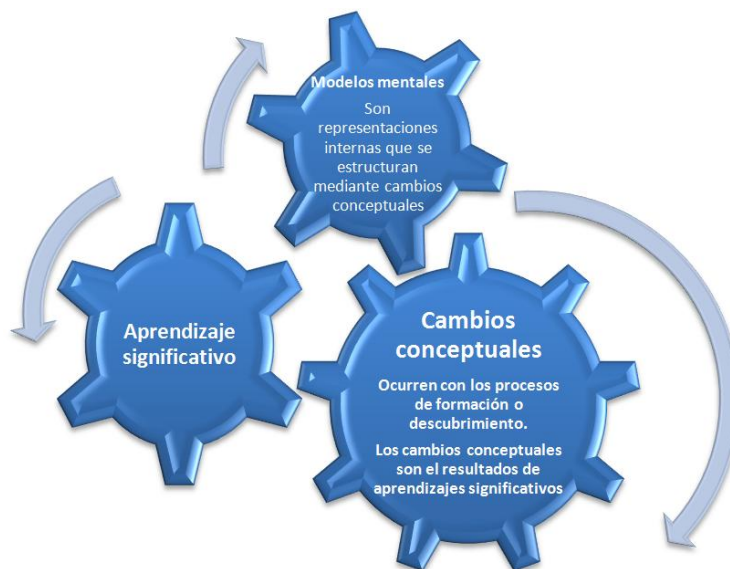 Modelos mentales
Son
representaciones
internas que se
estructuran
mediante cambios
conceptuales
Aprendizaje
significativo
Cambios
conceptuales
Ocurren con los procesos
de formación o
descubrimiento.
Los cambios conceptuales
son el resultados de
aprendizajes significativos